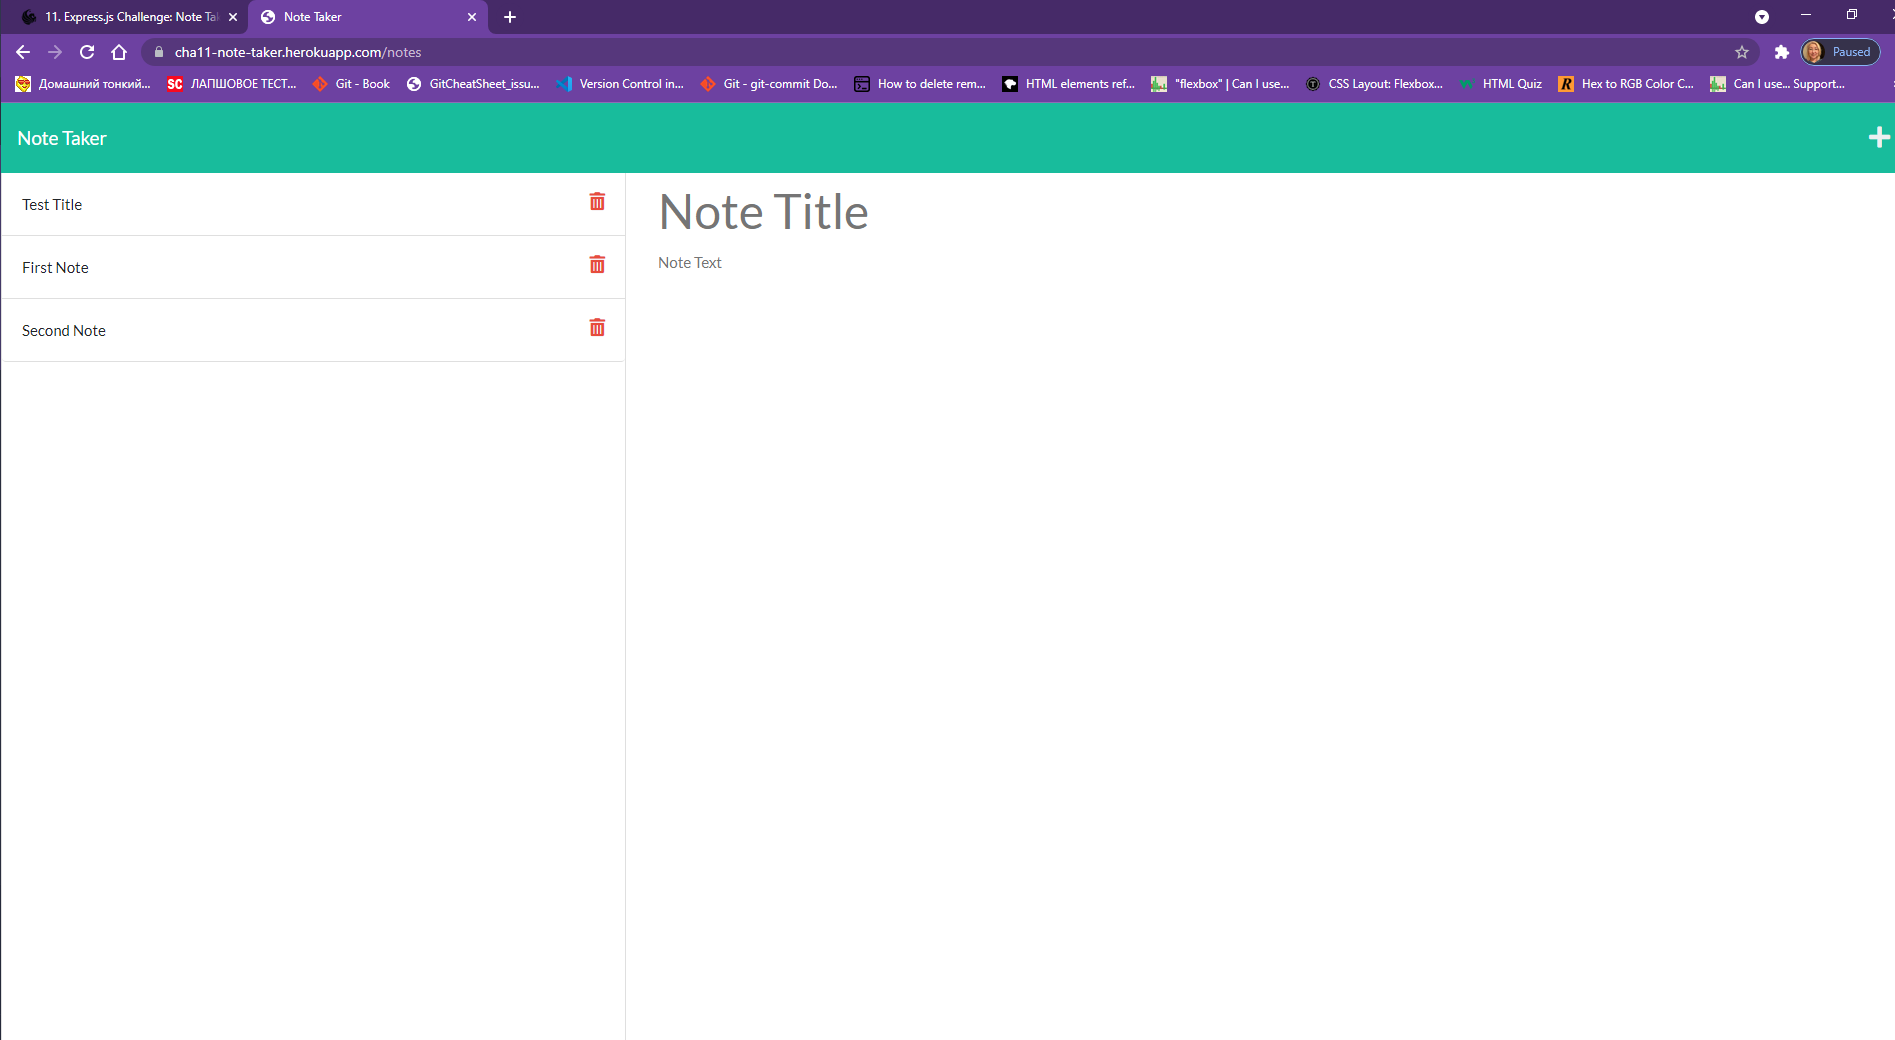 11. Express.js Challenge: Note Ta
Note Taker
cha11-note-taker.herokuapp.com/notes
Paused
Домашний тонкий...
SC ЛАПШОВОЕ ТЕСТ...
Git - Book
GitCheatSheet_issu...
Version Control in...
Git - git-commit Do...
How to delete rem...
HTML elements ref...
"flexbox" | Can I use...
T CSS Layout: Flexbox...
HTML Quiz
R Hex to RGB Color C...
Can I use... Support...
Note Taker
Test Title
First Note
Second Note
Note Title
Note Text